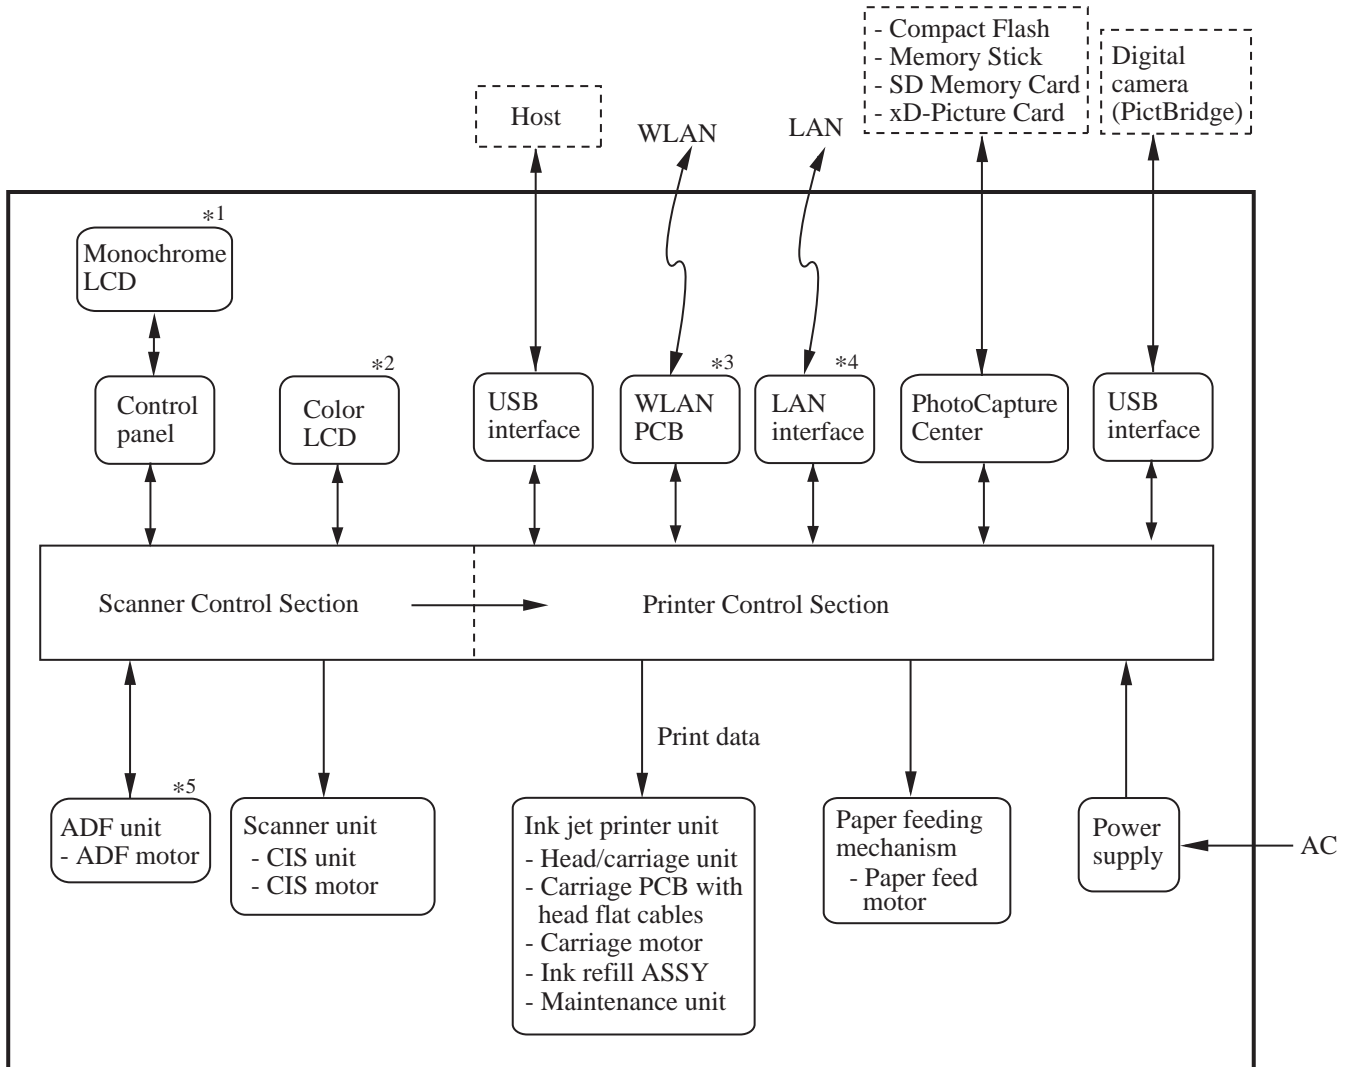 - Compact Flash
- Memory Stick
- SD Memory Card
- xD-Picture Card
Digital
camera
(PictBridge)
Host
WLAN
LAN
*1
Monochrome
LCD
Control
panel
*2
Color
LCD
USB
interface
*3
WLAN
PCB
*4
LAN
interface
PhotoCapture
Center
USB
interface
Scanner Control Section
Printer Control Section
Print data
*5
ADF unit
- ADF motor
Scanner unit
- CIS unit
- CIS motor
Ink jet printer unit
- Head/carriage unit
- Carriage PCB with
head flat cables
- Carriage motor
- Ink refill ASSY
- Maintenance unit
Paper feeding
mechanism
- Paper feed
motor
Power
supply
AC